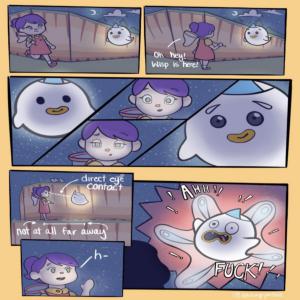 Oh hey!
Wisp is here!
direct eye
contact
not at all far away
h-
AHH!!
FUCK!